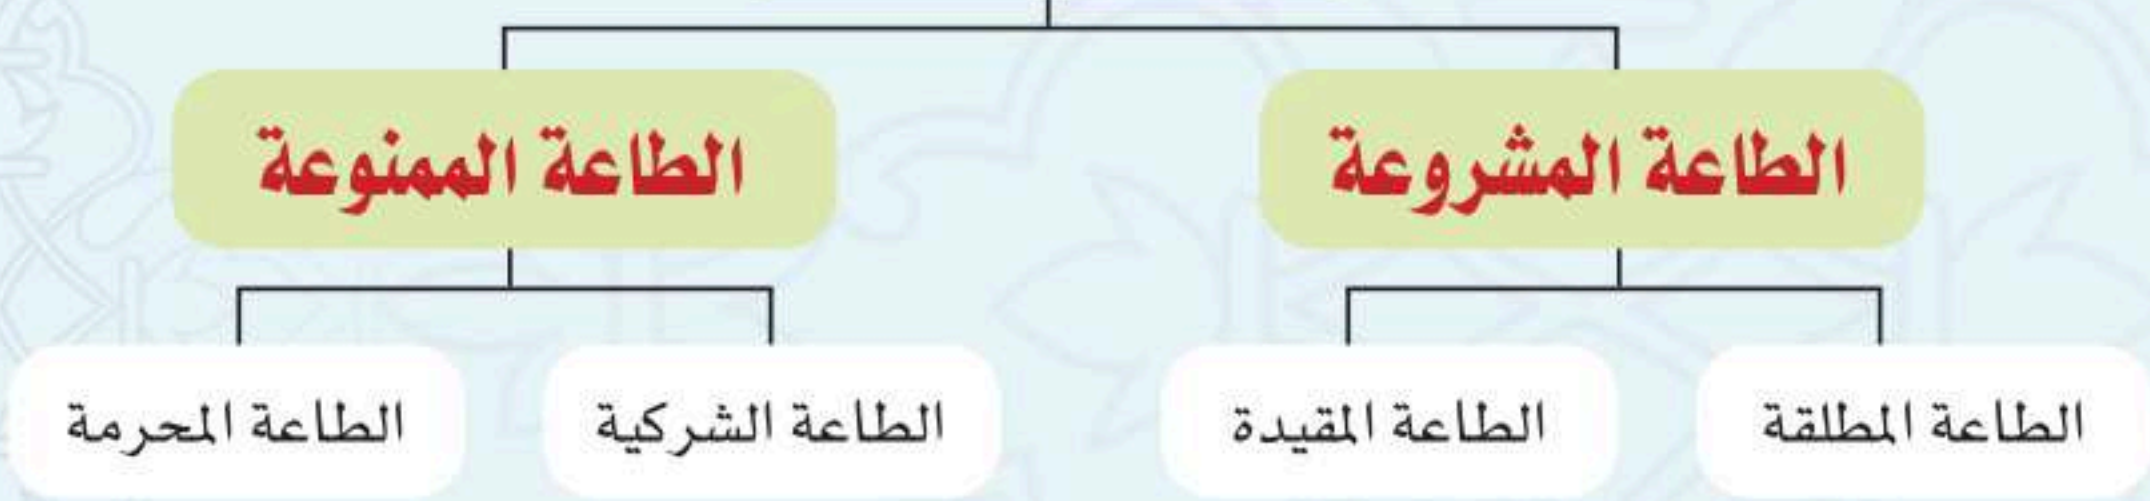 الطاعة المشروعة
الطاعة الممنوعة
الطاعة المطلقة
الطاعة المقيدة
الطاعة الشركية
الطاعة المحرمة